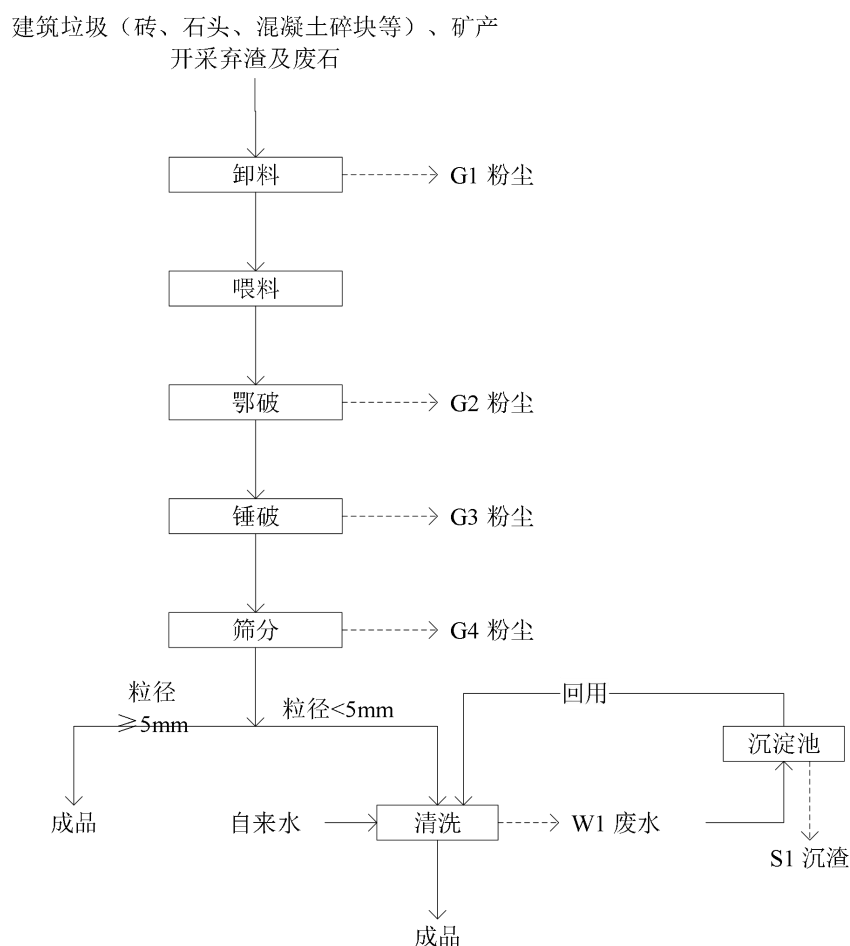 建筑垃圾（砖、石头、混凝土碎块等）、矿产
开采弃渣及废石
卸料
G1 粉尘
喂料
鄂破
G2 粉尘
锤破
G3 粉尘
筛分
G4 粉尘
粒径
≥5mm
粒径<5mm
回用
沉淀池
成品
自来水
清洗
W1 废水
S1 沉渣
成品